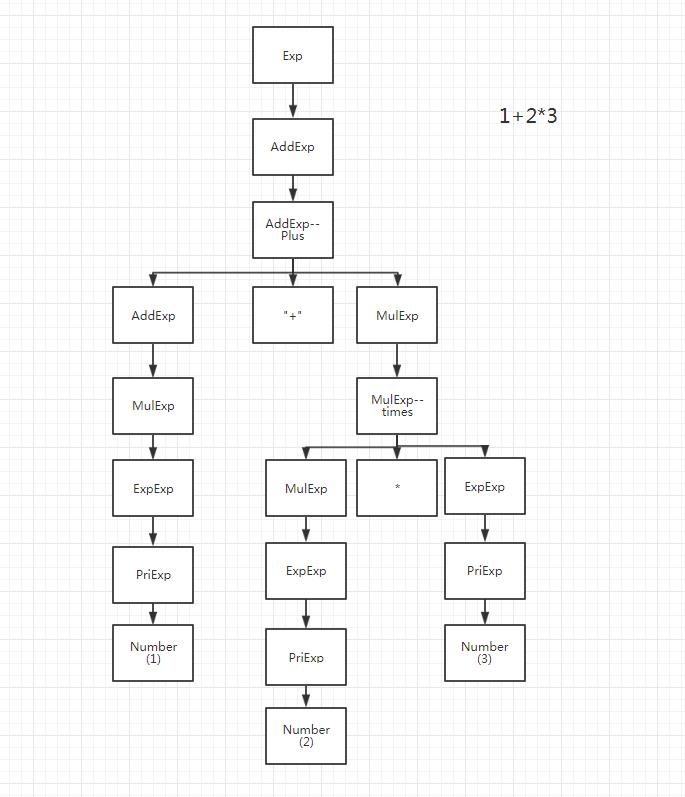 Exp
1+2*3
AddExp
AddExp--
Plus
AddExp
"+"
MulExp
MulExp
MulExp--
times
ExpExp
MulExp
*
ExpExp
PriExp
ExpExp
PriExp
Number
(1)
PriExp
Number
(3)
Number
(2)